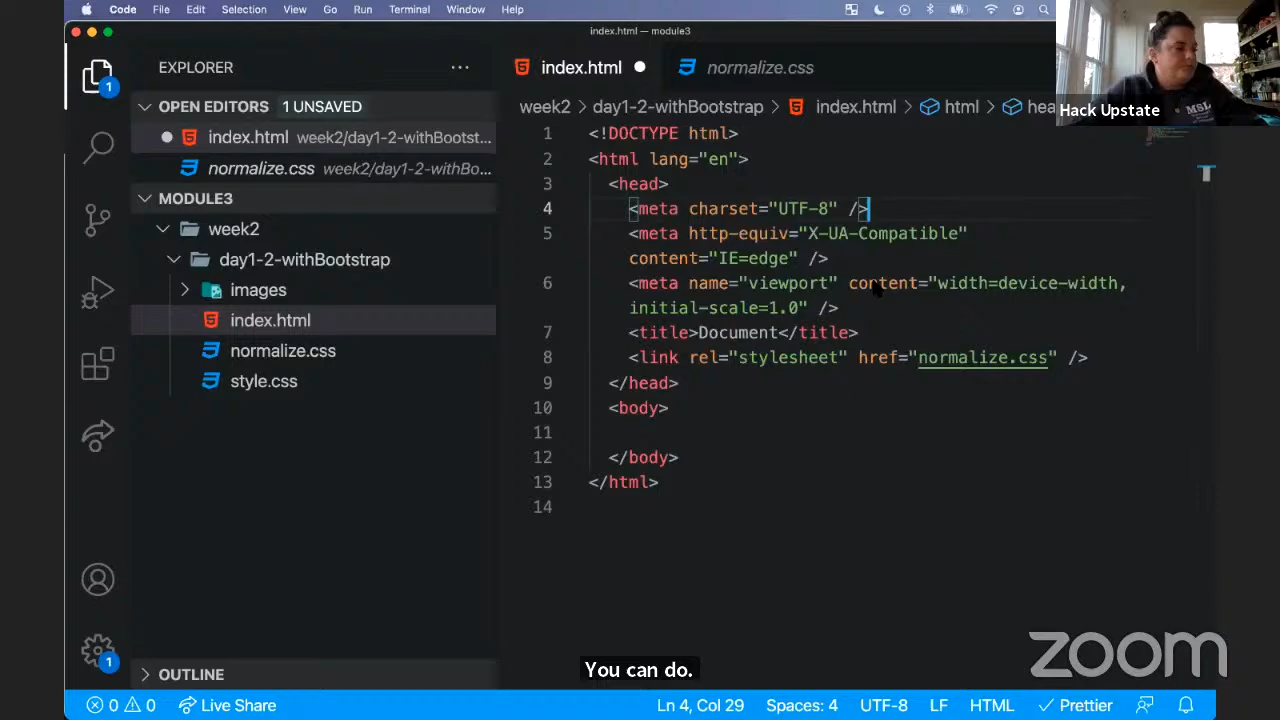 Code File Edit Selection View Go Run Terminal Window Help
index.html — module3
EXPLORER
OPEN EDITORS 1 UNSAVED
index.html week2/day1-2-withBootst...
normalize.css week2/day1-2-withBo...
MODULE3
week2
day1-2-withBootstrap
images
index.html
normalize.css
style.css
OUTLINE
1
1
index.html
normalize.css
week2 > day1-2-withBootstrap > index.html > html > hea
1 <!DOCTYPE html>
2 <html lang="en">
3 <head>
4 <meta charset="UTF-8" />
5 <meta http-equiv="X-UA-Compatible"
content="IE=edge" />
6 <meta name="viewport" content="width=device-width,
initial-scale=1.0" />
7 <title>Document</title>
8 <link rel="stylesheet" href="normalize.css" />
9 </head>
10 <body>
11
12 </body>
13 </html>
14
Hack Upstate
MSL
You can do.
zoom
0 0 Live Share Ln 4, Col 29 Spaces: 4 UTF-8 LF HTML Prettier